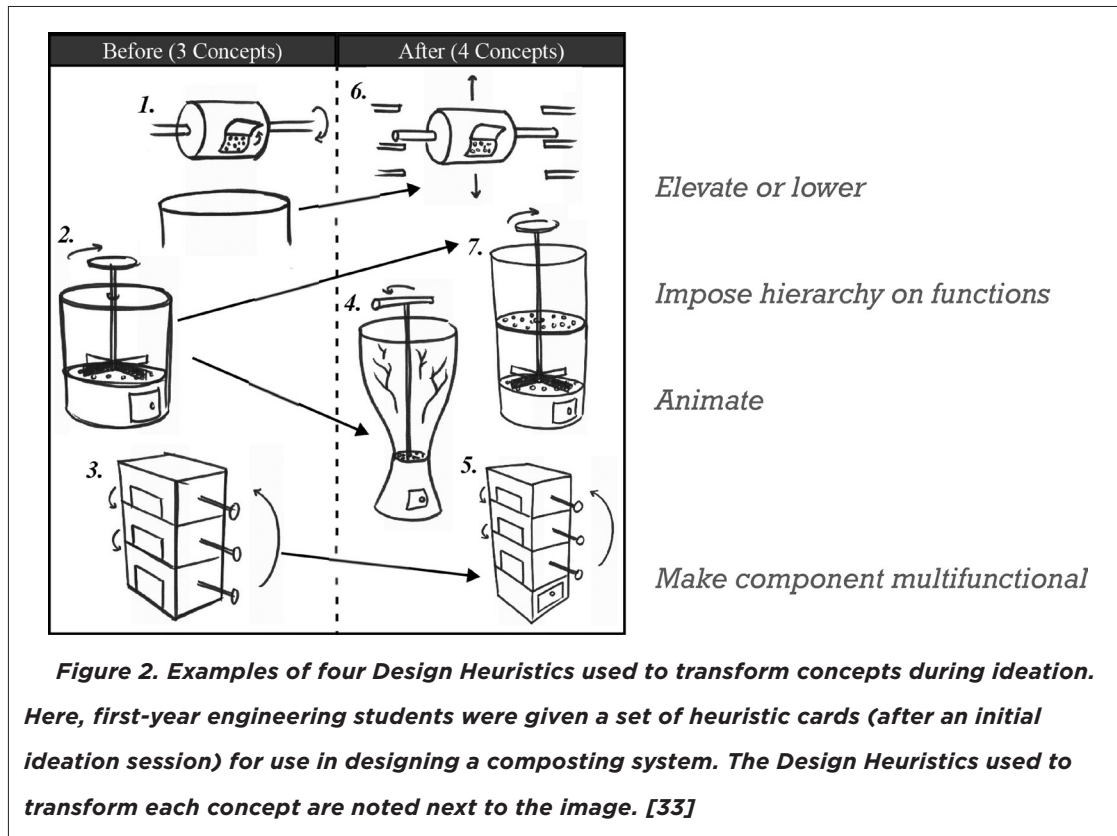 Before (3 Concepts)
After (4 Concepts)
1.
6.
Elevate or lower
2.
7.
4.
Impose hierarchy on functions
Animate
3.
5.
Make component multifunctional
Figure 2. Examples of four Design Heuristics used to transform concepts during ideation.
Here, first-year engineering students were given a set of heuristic cards (after an initial
ideation session) for use in designing a composting system. The Design Heuristics used to
transform each concept are noted next to the image. [33]